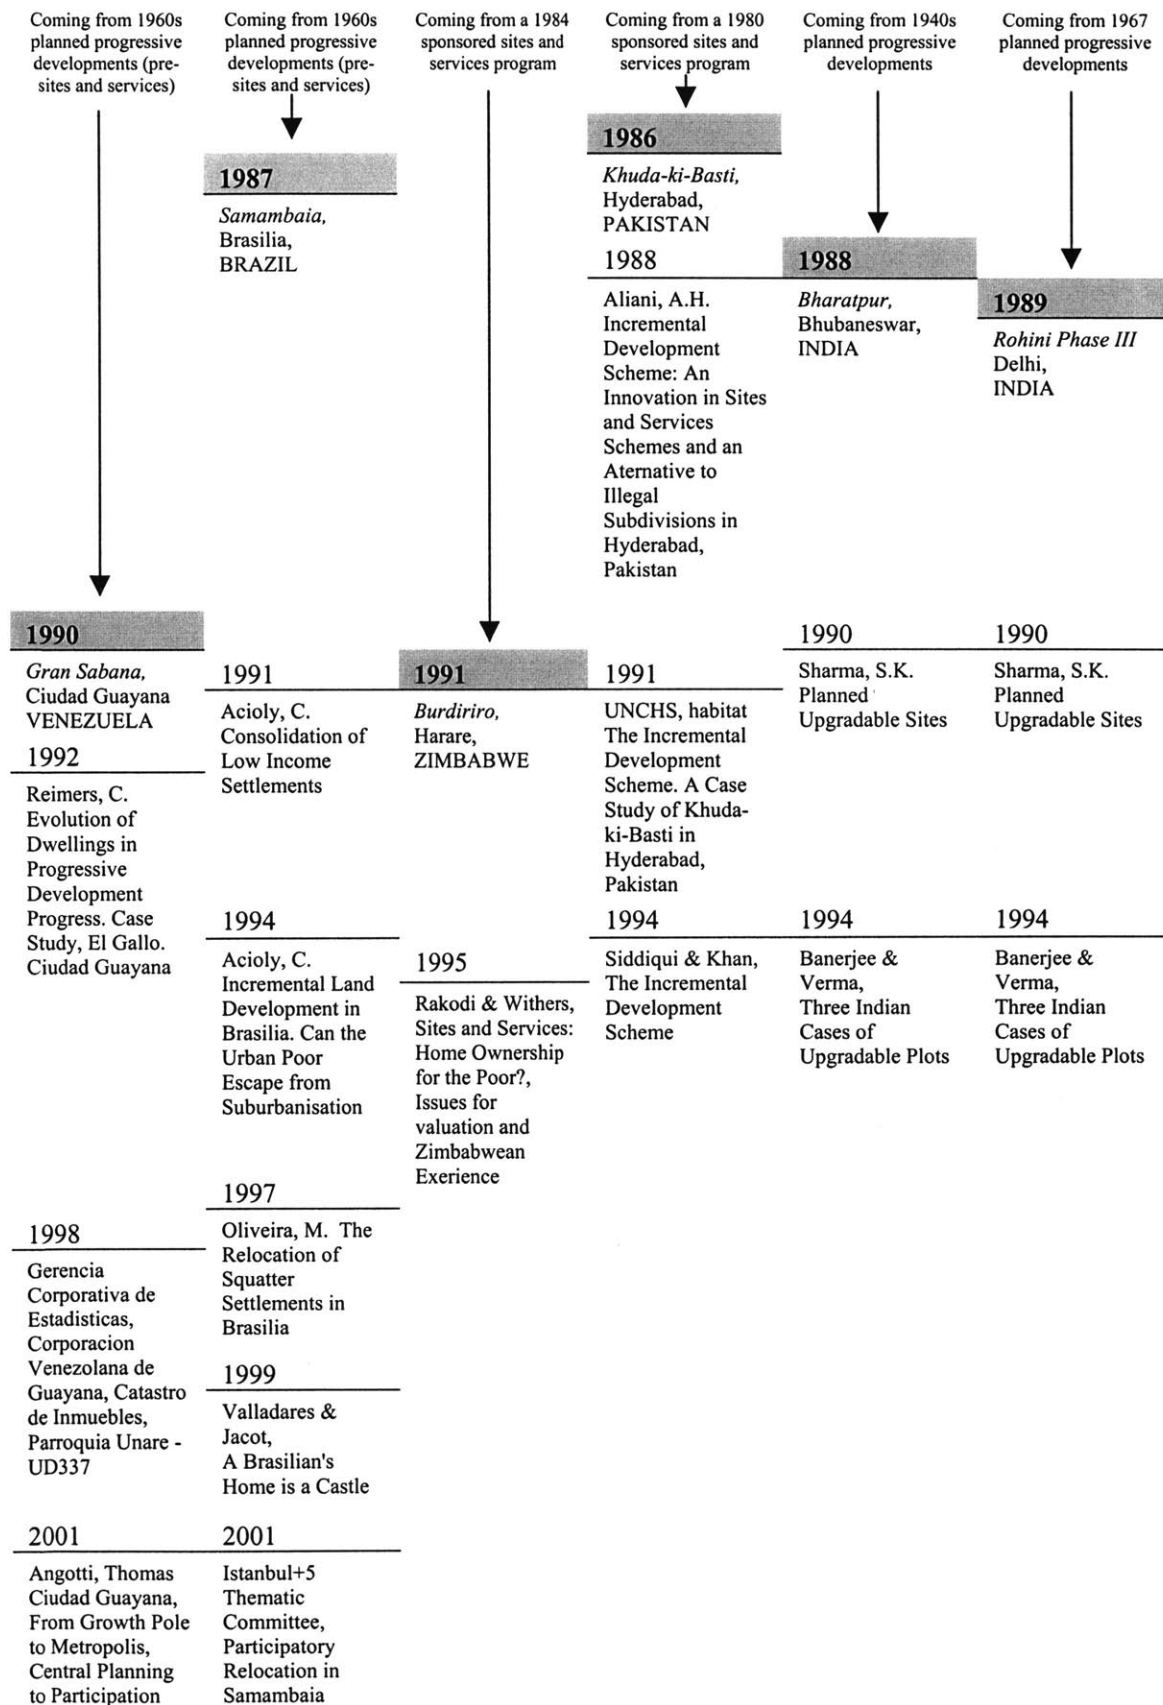 Coming from 1960s
planned progressive
developments (pre-
sites and services)
1990
Gran Sabana,
Ciudad Guayana
VENEZUELA
1992
Reimers, C.
Evolution of
Dwellings in
Progressive
Development
Progress. Case
Study, El Gallo.
Ciudad Guayana
1998
Gerencia
Corporativa de
Estadisticas,
Corporacion
Venezolana de
Guayana, Catastro
de Inmuebles,
Parroquia Unare -
UD337
2001
Angotti, Thomas
Ciudad Guayana,
From Growth Pole
to Metropolis,
Central Planning
to Participation
Coming from 1960s
planned progressive
developments (pre-
sites and services)
1987
Samambaia,
Brasilia,
BRAZIL
1991
Acioly, C.
Consolidation of
Low Income
Settlements
1994
Acioly, C.
Incremental Land
Development in
Brasilia. Can the
Urban Poor
Escape from
Suburbanisation
1997
Oliveira, M. The
Relocation of
Squatter
Settlements in
Brasilia
1999
Valladares &
Jacot,
A Brasilian's
Home is a Castle
2001
Istanbul+5
Thematic
Committee,
Participatory
Relocation in
Samambaia
Coming from a 1984
sponsored sites and
services program
1991
Burdiriro,
Harare,
ZIMBABWE
1995
Rakodi & Withers,
Sites and Services:
Home Ownership
for the Poor?,
Issues for
valuation and
Zimbabwean
Exerience
Coming from a 1980
sponsored sites and
services program
1986
Khuda-ki-Basti,
Hyderabad,
PAKISTAN
1988
Aliani, A.H.
Incremental
Development
Scheme: An
Innovation in Sites
and Services
Schemes and an
Aternative to
Illegal
Subdivisions in
Hyderabad,
Pakistan
1991
UNCHS, habitat
The Incremental
Development
Scheme. A Case
Study of Khuda-
ki-Basti in
Hyderabad,
Pakistan
1994
Siddiqui & Khan,
The Incremental
Development
Scheme
Coming from 1940s
planned progressive
developments
1988
Bharatpur,
Bhubaneswar,
INDIA
1990
Sharma, S.K.
Planned
Upgradable Sites
1994
Banerjee &
Verma,
Three Indian
Cases of
Upgradable Plots
Coming from 1967
planned progressive
developments
1989
Rohini Phase III
Delhi,
INDIA
1990
Sharma, S.K.
Planned
Upgradable Sites
1994
Banerjee &
Verma,
Three Indian
Cases of
Upgradable Plots